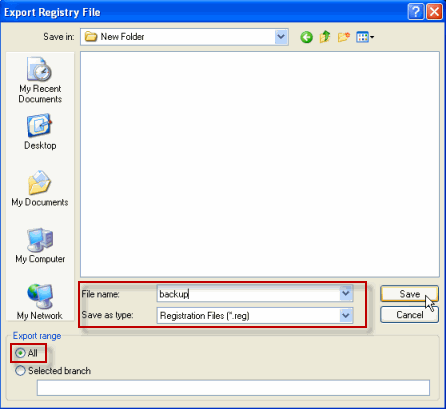 Export Registry File
Save in:
New Folder
My Recent
Documents
Desktop
My Documents
My Computer
My Network
File name:
backup
Save
Save as type:
Registration Files (*.reg)
Cancel
Export range
All
Selected branch